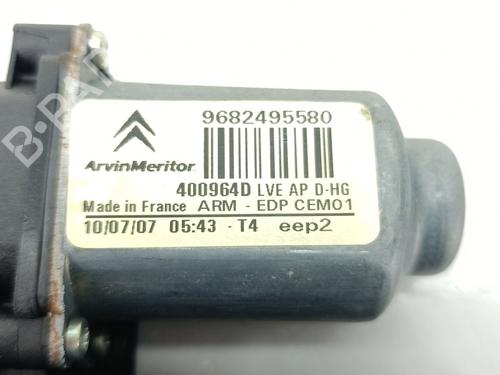 9682495580
ArvinMeritor
400964D LVE AP D-HG
Made in France ARM - EDP CEM01
10/07/07 05:43 - T4 eep2
B-PAR